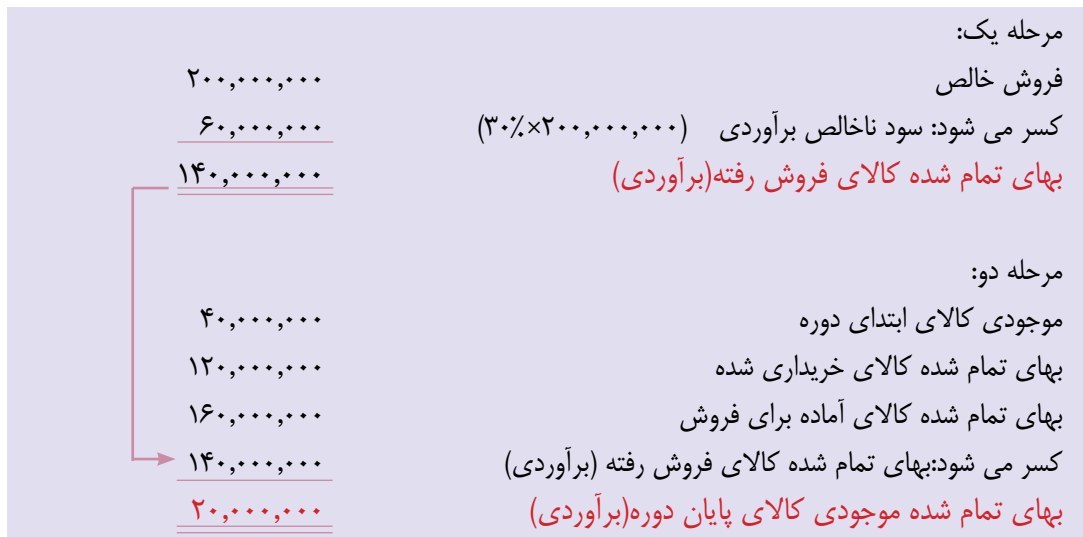 مرحله یک:
فروش خالص ۲۰۰,۰۰۰,۰۰۰
کسر می شود: سود ناخالص برآوردی (۳۰٪×۲۰۰,۰۰۰,۰۰۰) ۶۰,۰۰۰,۰۰۰
بهای تمام شده کالای فروش رفته(برآوردی) ۱۴۰,۰۰۰,۰۰۰
مرحله دو:
موجودی کالای ابتدای دوره ۴۰,۰۰۰,۰۰۰
بهای تمام شده کالای خریداری شده ۱۲۰,۰۰۰,۰۰۰
بهای تمام شده کالای آماده برای فروش ۱۶۰,۰۰۰,۰۰۰
کسر می شود:بهای تمام شده کالای فروش رفته (برآوردی) ۱۴۰,۰۰۰,۰۰۰
بهای تمام شده موجودی کالای پایان دوره(برآوردی) ۲۰,۰۰۰,۰۰۰